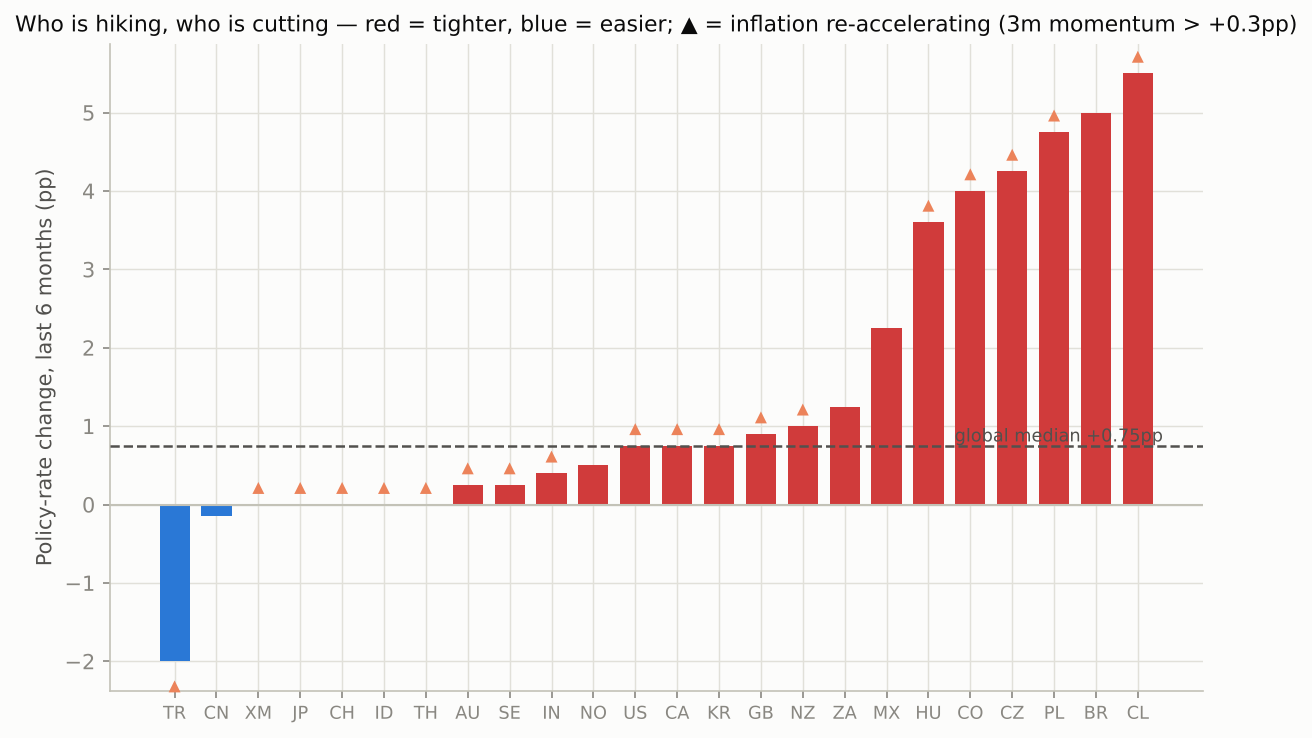 Who is hiking, who is cutting — red = tighter, blue = easier; ▲ = inflation re-accelerating (3m momentum > +0.3pp)
Policy-rate change, last 6 months (pp)
5
4
3
2
1
0
−1
−2
global median +0.75pp
TR CN XM JP CH ID TH AU SE IN NO US CA KR GB NZ ZA MX HU CO CZ PL BR CL